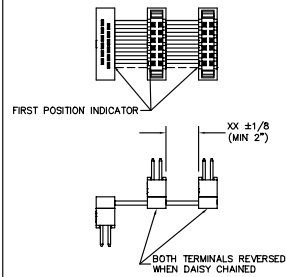 FIRST POSITION INDICATOR
XX ±1/8
(MIN 2")
BOTH TERMINALS REVERSED
WHEN DAISY CHAINED